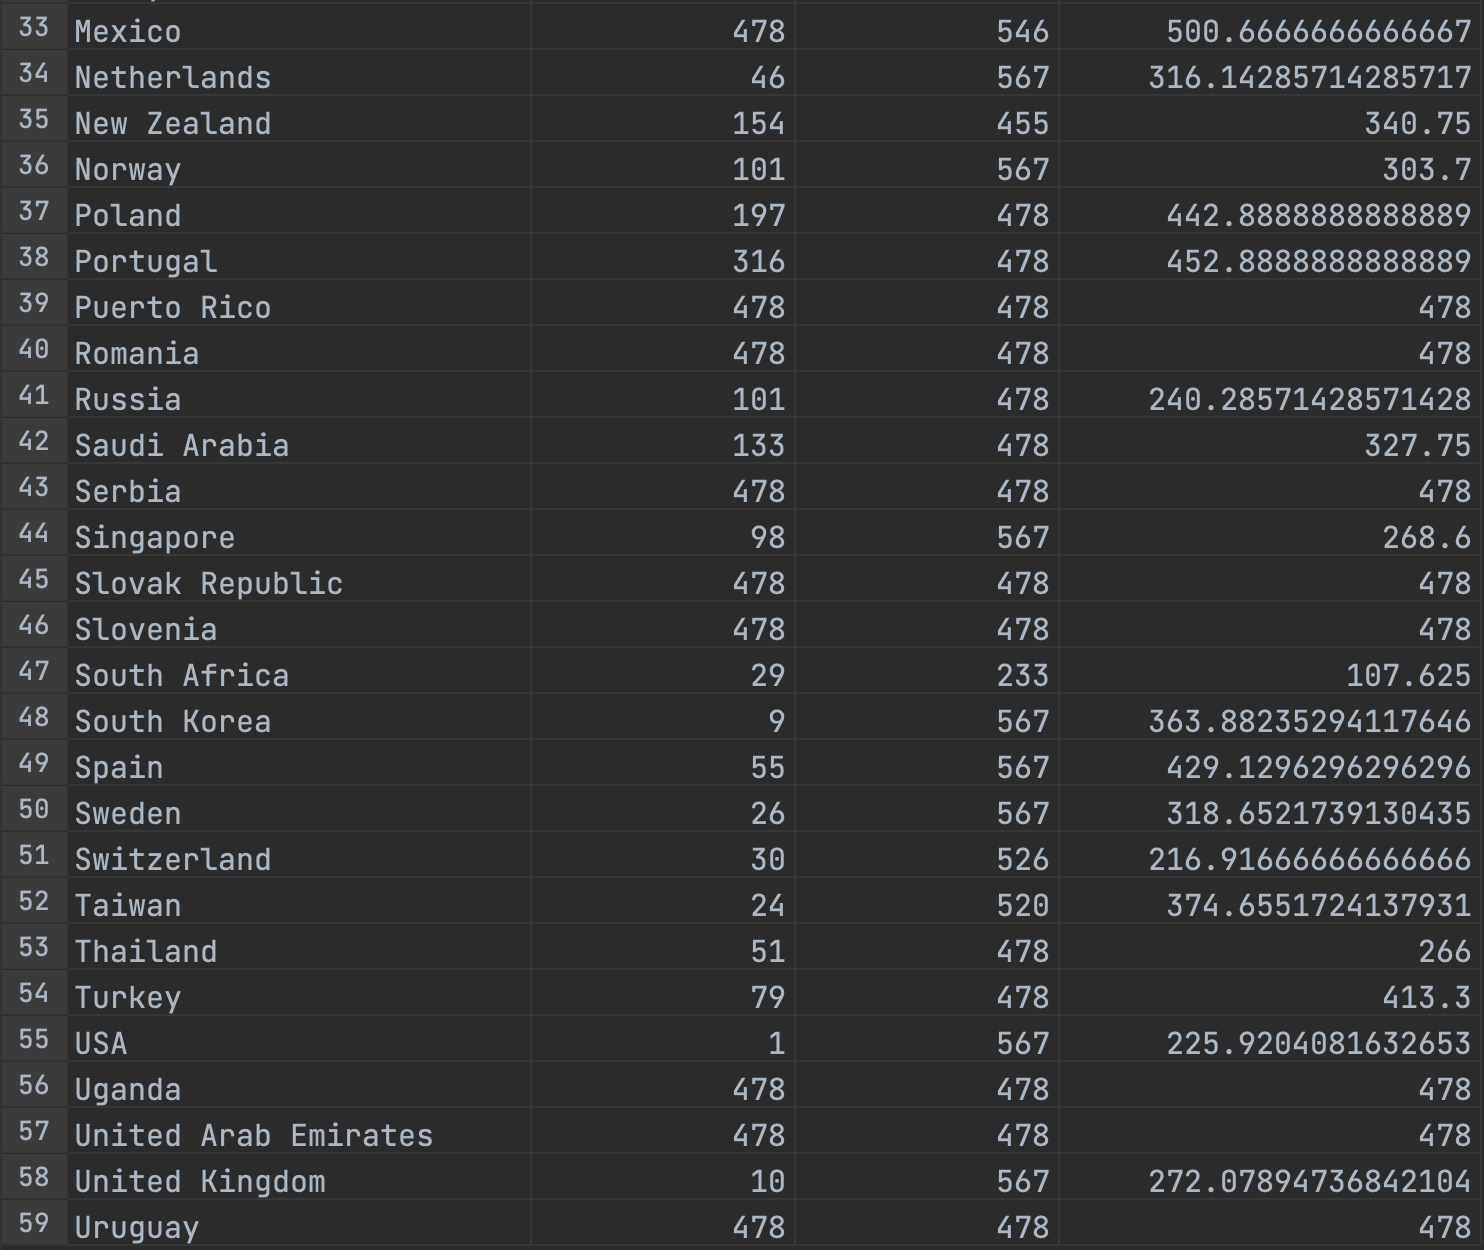 33 Mexico 478 546 500.6666666666667
34 Netherlands 46 567 316.14285714285717
35 New Zealand 154 455 340.75
36 Norway 101 567 303.7
37 Poland 197 478 442.8888888888889
38 Portugal 316 478 452.8888888888889
39 Puerto Rico 478 478 478
40 Romania 478 478 478
41 Russia 101 478 240.28571428571428
42 Saudi Arabia 133 478 327.75
43 Serbia 478 478 478
44 Singapore 98 567 268.6
45 Slovak Republic 478 478 478
46 Slovenia 478 478 478
47 South Africa 29 233 107.625
48 South Korea 9 567 363.88235294117646
49 Spain 55 567 429.1296296296296
50 Sweden 26 567 318.6521739130435
51 Switzerland 30 526 216.91666666666666
52 Taiwan 24 520 374.6551724137931
53 Thailand 51 478 266
54 Turkey 79 478 413.3
55 USA 1 567 225.9204081632653
56 Uganda 478 478 478
57 United Arab Emirates 478 478 478
58 United Kingdom 10 567 272.07894736842104
59 Uruguay 478 478 478